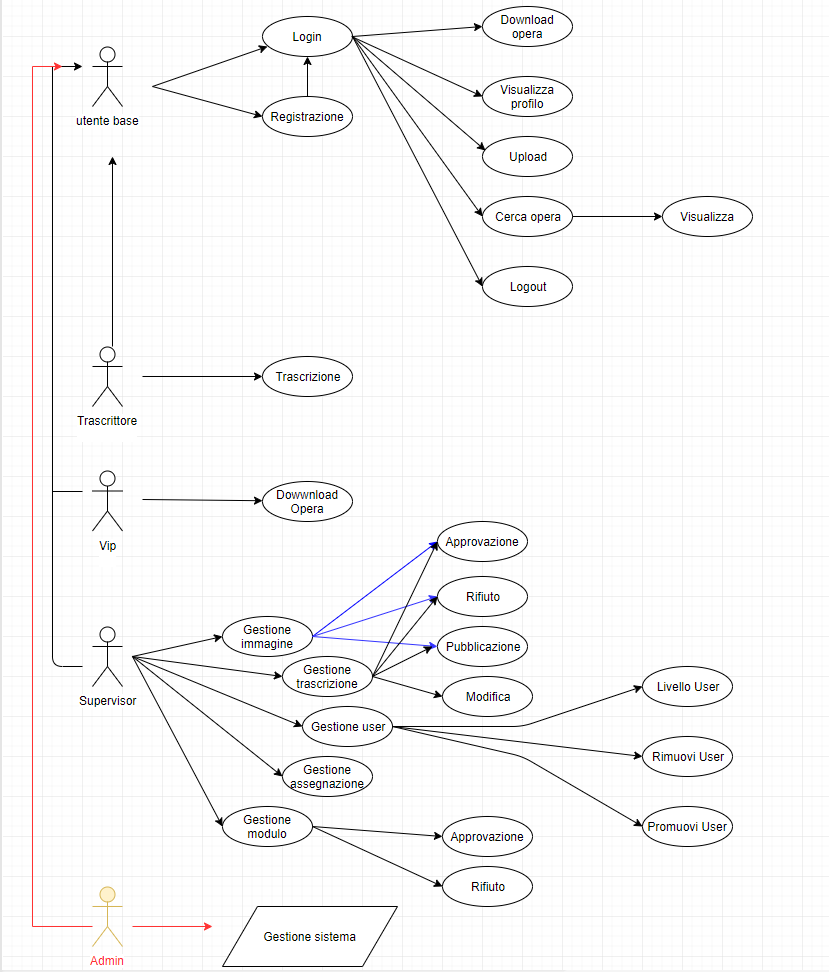 Login
Download
opera
Visualizza
profilo
utente base
Registrazione
Upload
Cerca opera
Visualizza
Logout
Trascrizione
Trascrittore
Dowwnload
Opera
Vip
Approvazione
Rifiuto
Gestione
immagine
Pubblicazione
Gestione
trascrizione
Modifica
Supervisor
Livello User
Gestione user
Rimuovi User
Gestione
assegnazione
Gestione
modulo
Promuovi User
Approvazione
Rifiuto
Gestione sistema
Admin